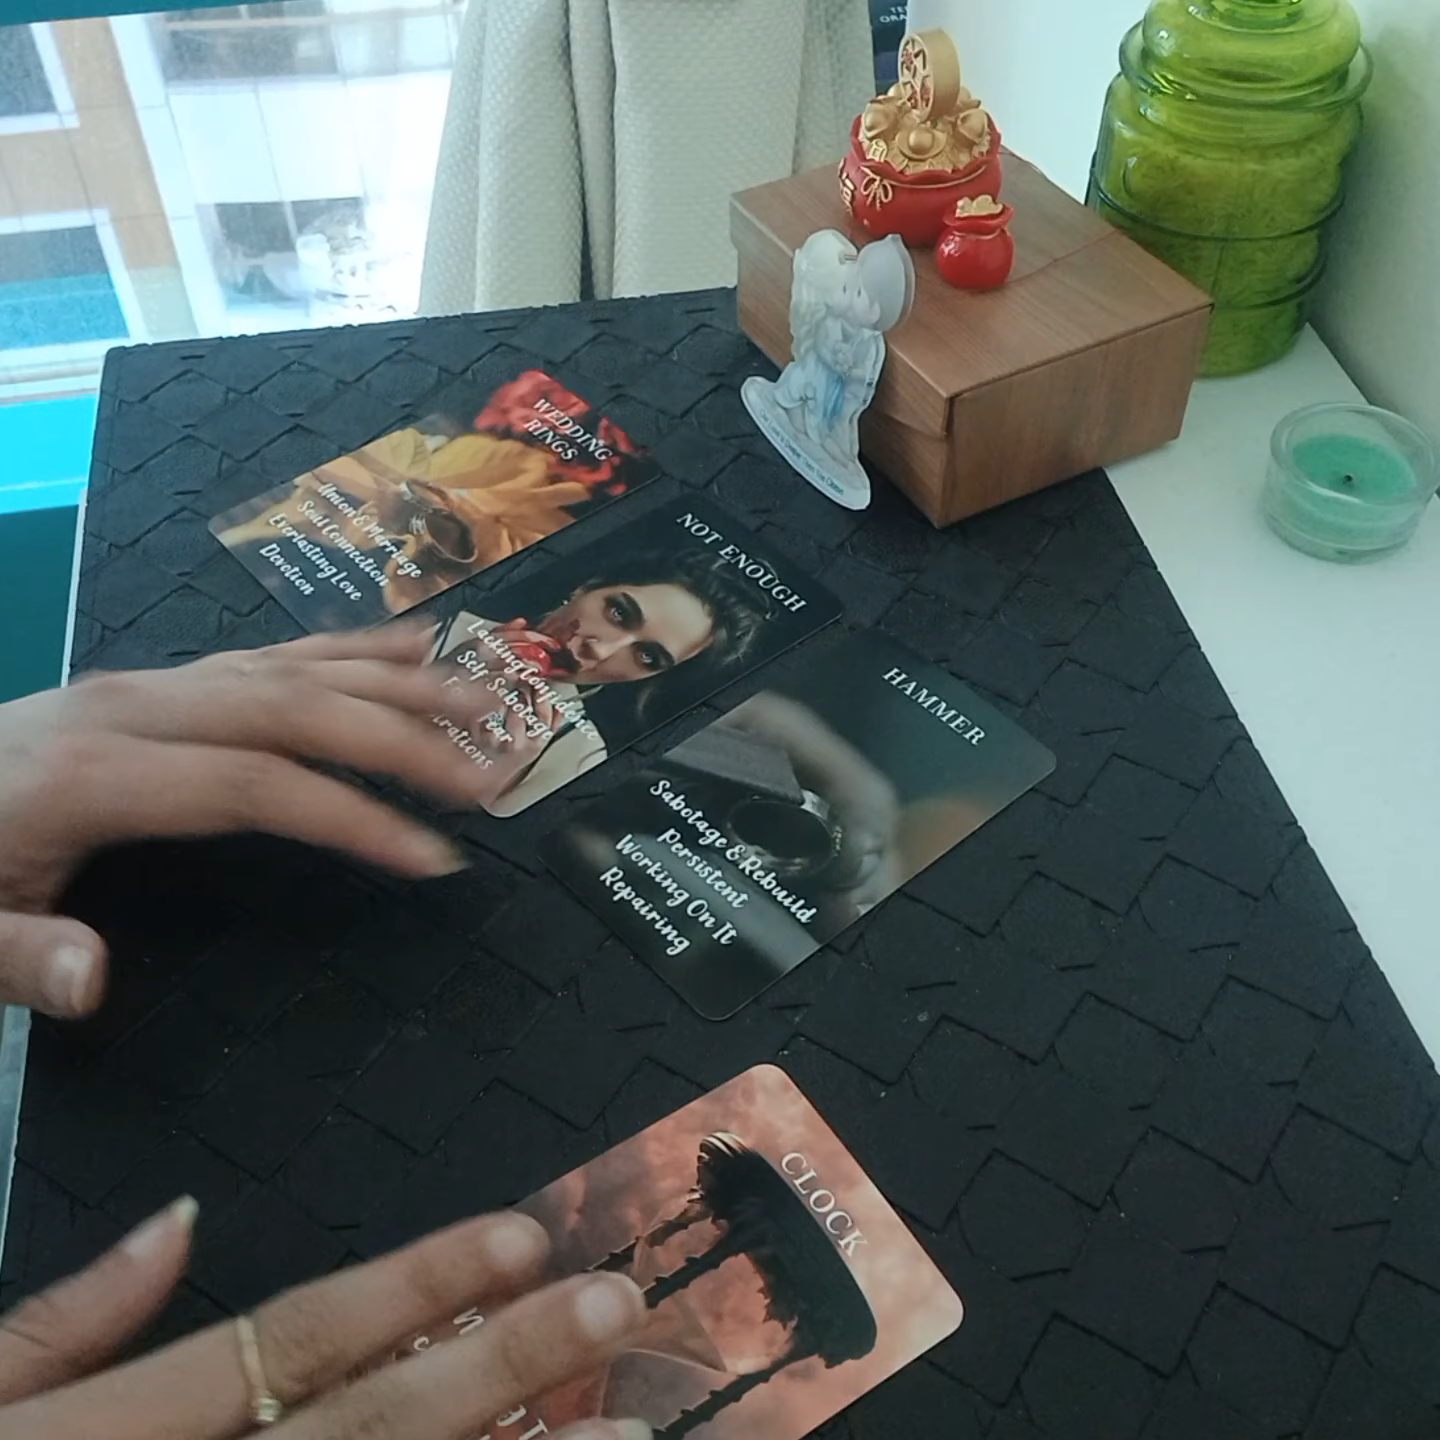 WEDDING
RINGS
Union & Marriage
Soul Connection
Everlasting Love
Devotion
NOT ENOUGH
Lacking Confidence
Self Sabotage
Fear
HAMMER
Sabotage & Rebuild
Persistent
Working On It
Repairing
CLOCK